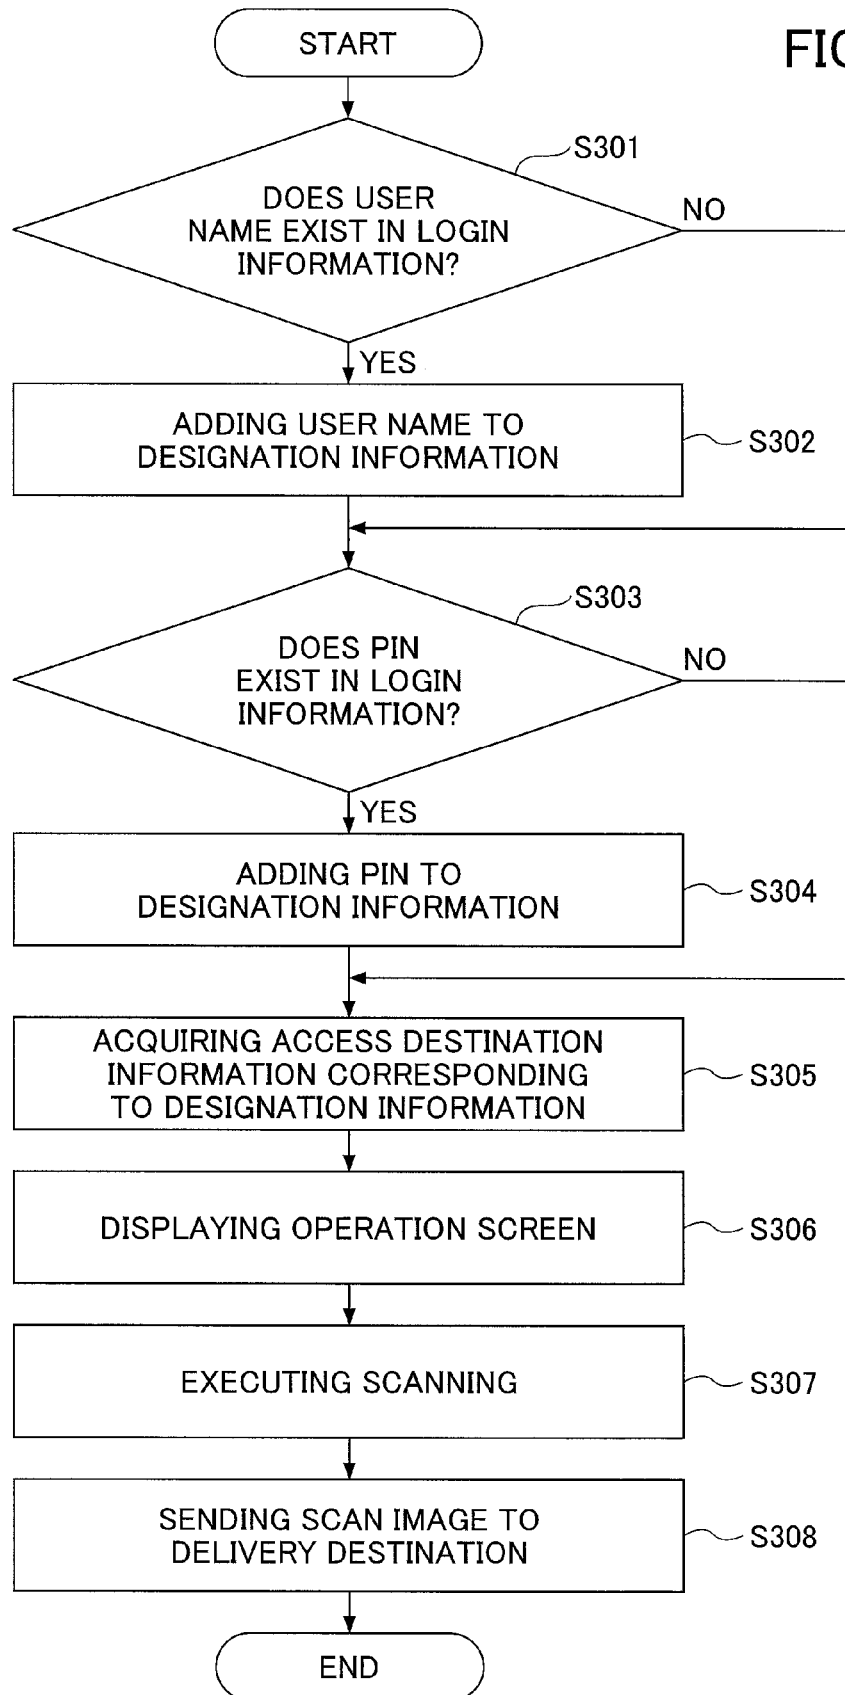 START
FIG
S301
DOES USER
NAME EXIST IN LOGIN
INFORMATION?
NO
YES
ADDING USER NAME TO
DESIGNATION INFORMATION
S302
S303
DOES PIN
EXIST IN LOGIN
INFORMATION?
NO
YES
ADDING PIN TO
DESIGNATION INFORMATION
S304
ACQUIRING ACCESS DESTINATION
INFORMATION CORRESPONDING
TO DESIGNATION INFORMATION
S305
DISPLAYING OPERATION SCREEN
S306
EXECUTING SCANNING
S307
SENDING SCAN IMAGE TO
DELIVERY DESTINATION
S308
END